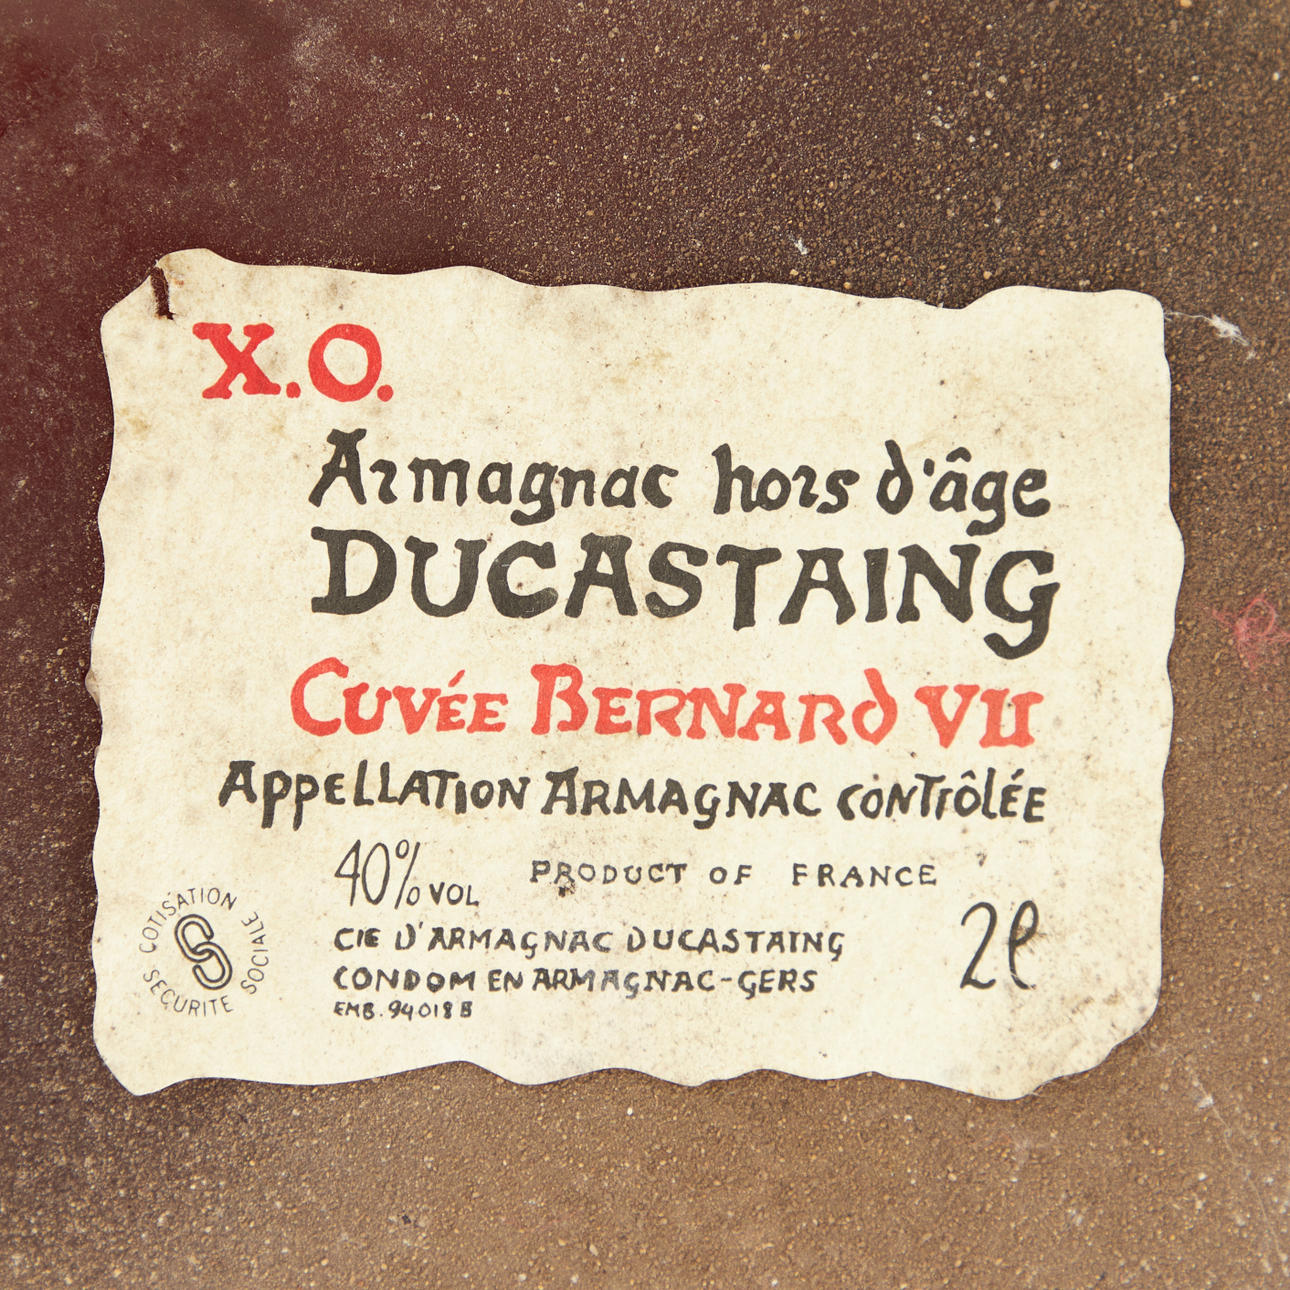 X.O.
Armagnac hors d'âge
DUCASTAING
CUVÉE BERNARD VII
APPELLATION ARMAGNAC CONTRÔLÉE
40% VOL PRODUCT OF FRANCE
2l
CIE D'ARMAGNAC DUCASTAING
CONDOM EN ARMAGNAC-GERS
EMB. 94018 B
COTISATION SECURITE SOCIALE